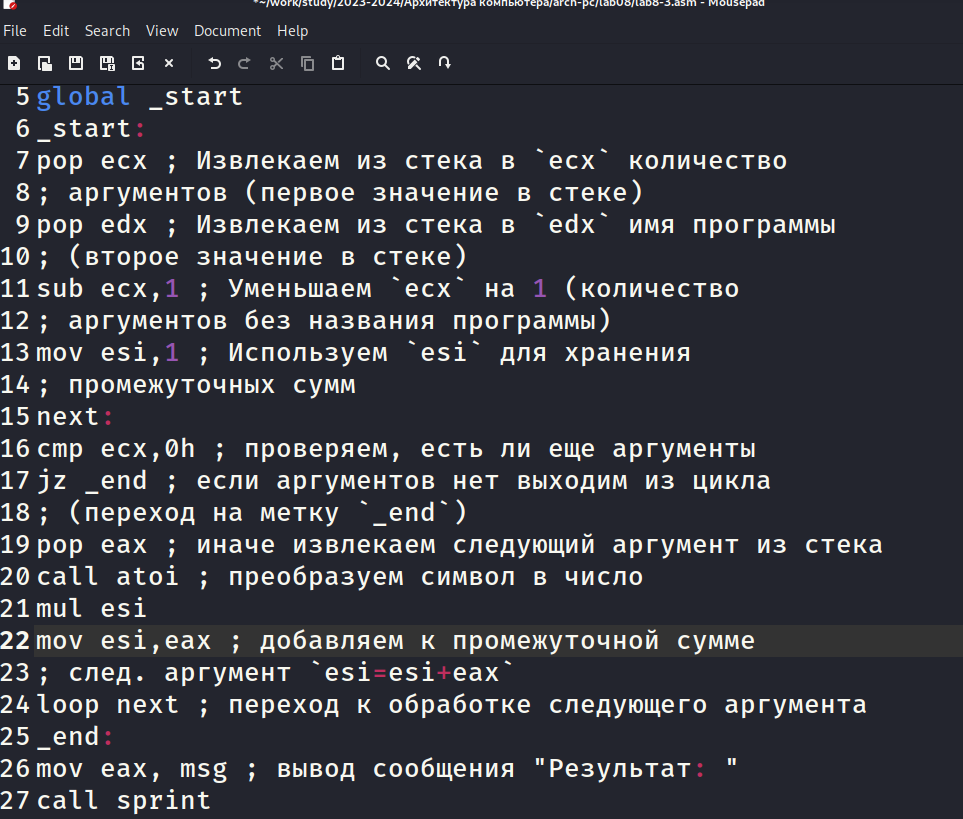 *~/work/study/2023-2024/Архитектура компьютера/arch-pc/lab08/lab8-3.asm - Mousepad
File Edit Search View Document Help
5 global _start
6 _start:
7 pop ecx ; Извлекаем из стека в `ecx` количество
8 ; аргументов (первое значение в стеке)
9 pop edx ; Извлекаем из стека в `edx` имя программы
10 ; (второе значение в стеке)
11 sub ecx,1 ; Уменьшаем `ecx` на 1 (количество
12 ; аргументов без названия программы)
13 mov esi,1 ; Используем `esi` для хранения
14 ; промежуточных сумм
15 next:
16 cmp ecx,0h ; проверяем, есть ли еще аргументы
17 jz _end ; если аргументов нет выходим из цикла
18 ; (переход на метку `_end`)
19 pop eax ; иначе извлекаем следующий аргумент из стека
20 call atoi ; преобразуем символ в число
21 mul esi
22 mov esi,eax ; добавляем к промежуточной сумме
23 ; след. аргумент `esi=esi+eax`
24 loop next ; переход к обработке следующего аргумента
25 _end:
26 mov eax, msg ; вывод сообщения "Результат: "
27 call sprint